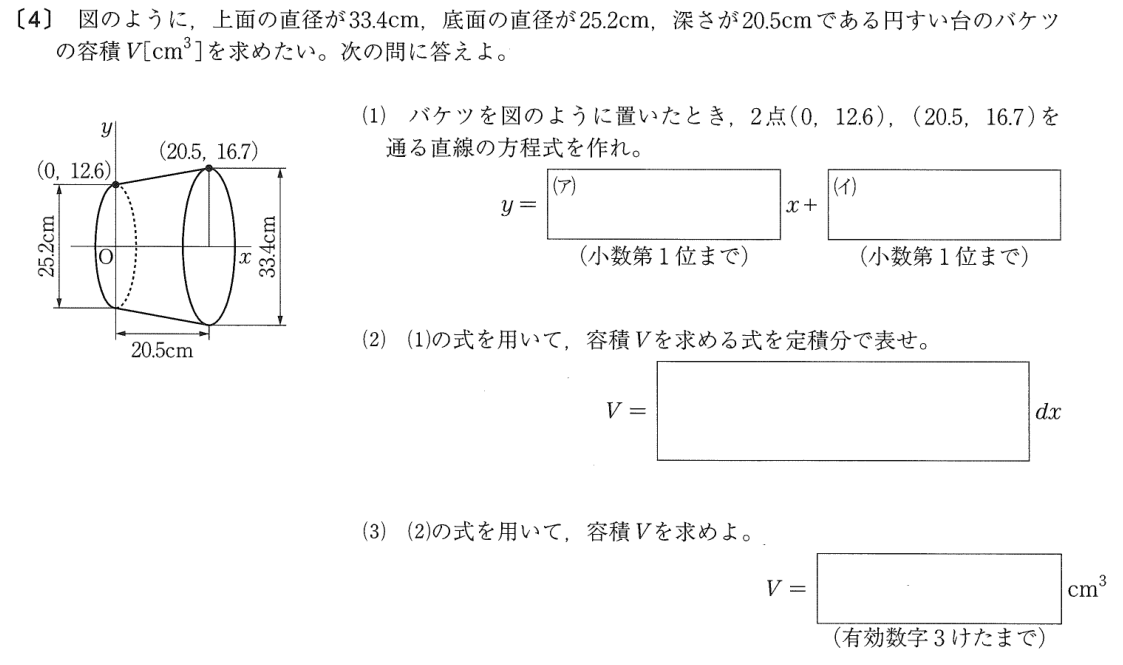 〔4〕 図のように，上面の直径が33.4cm，底面の直径が25.2cm，深さが20.5cmである円すい台のバケツ
の容積V[cm³]を求めたい。次の問に答えよ。
(1) バケツを図のように置いたとき，2点(0，12.6)，(20.5，16.7)を
通る直線の方程式を作れ。
y
(20.5，16.7)
(0，12.6)
25.2cm
O
x
33.4cm
20.5cm
y＝ (ア) x＋ (イ)
(小数第1位まで) (小数第1位まで)
(2) (1)の式を用いて，容積Vを求める式を定積分で表せ。
V＝ dx
(3) (2)の式を用いて，容積Vを求めよ。
V＝ cm³
(有効数字3けたまで)